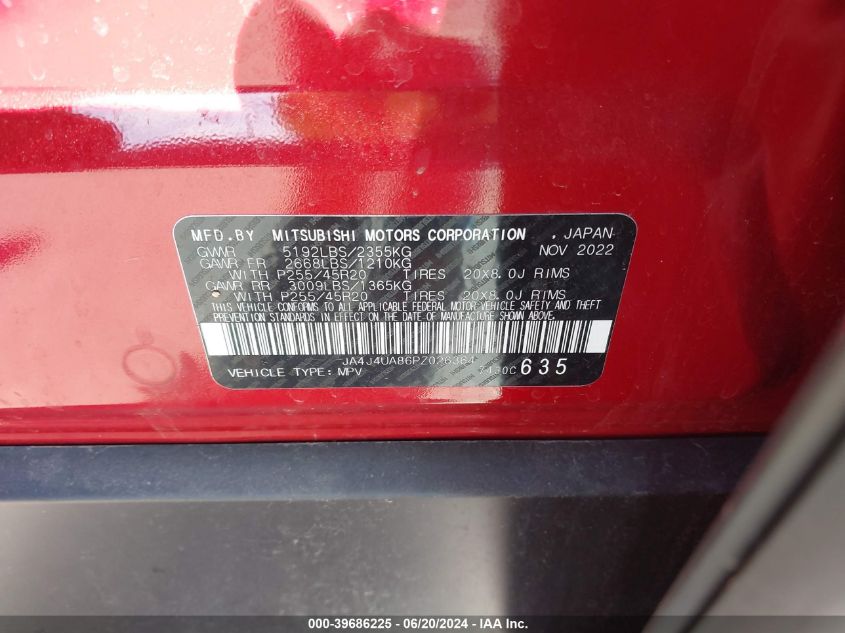 MFD.BY MITSUBISHI MOTORS CORPORATION , JAPAN
GVWR 5192LBS/2355KG NOV 2022
GAWR FR 2668LBS/1210KG
WITH P255/45R20 TIRES 20X8.0J RIMS
GAWR RR 3009LBS/1365KG
WITH P255/45R20 TIRES 20X8.0J RIMS
THIS VEHICLE CONFORMS TO ALL APPLICABLE FEDERAL MOTOR VEHICLE SAFETY AND THEFT
PREVENTION STANDARDS IN EFFECT ON THE DATE OF MANUFACTURE SHOWN ABOVE.
JA4J4UA86PZ026364
VEHICLE TYPE: MPV 7430C 635
000-39686225 - 06/20/2024 - IAA Inc.